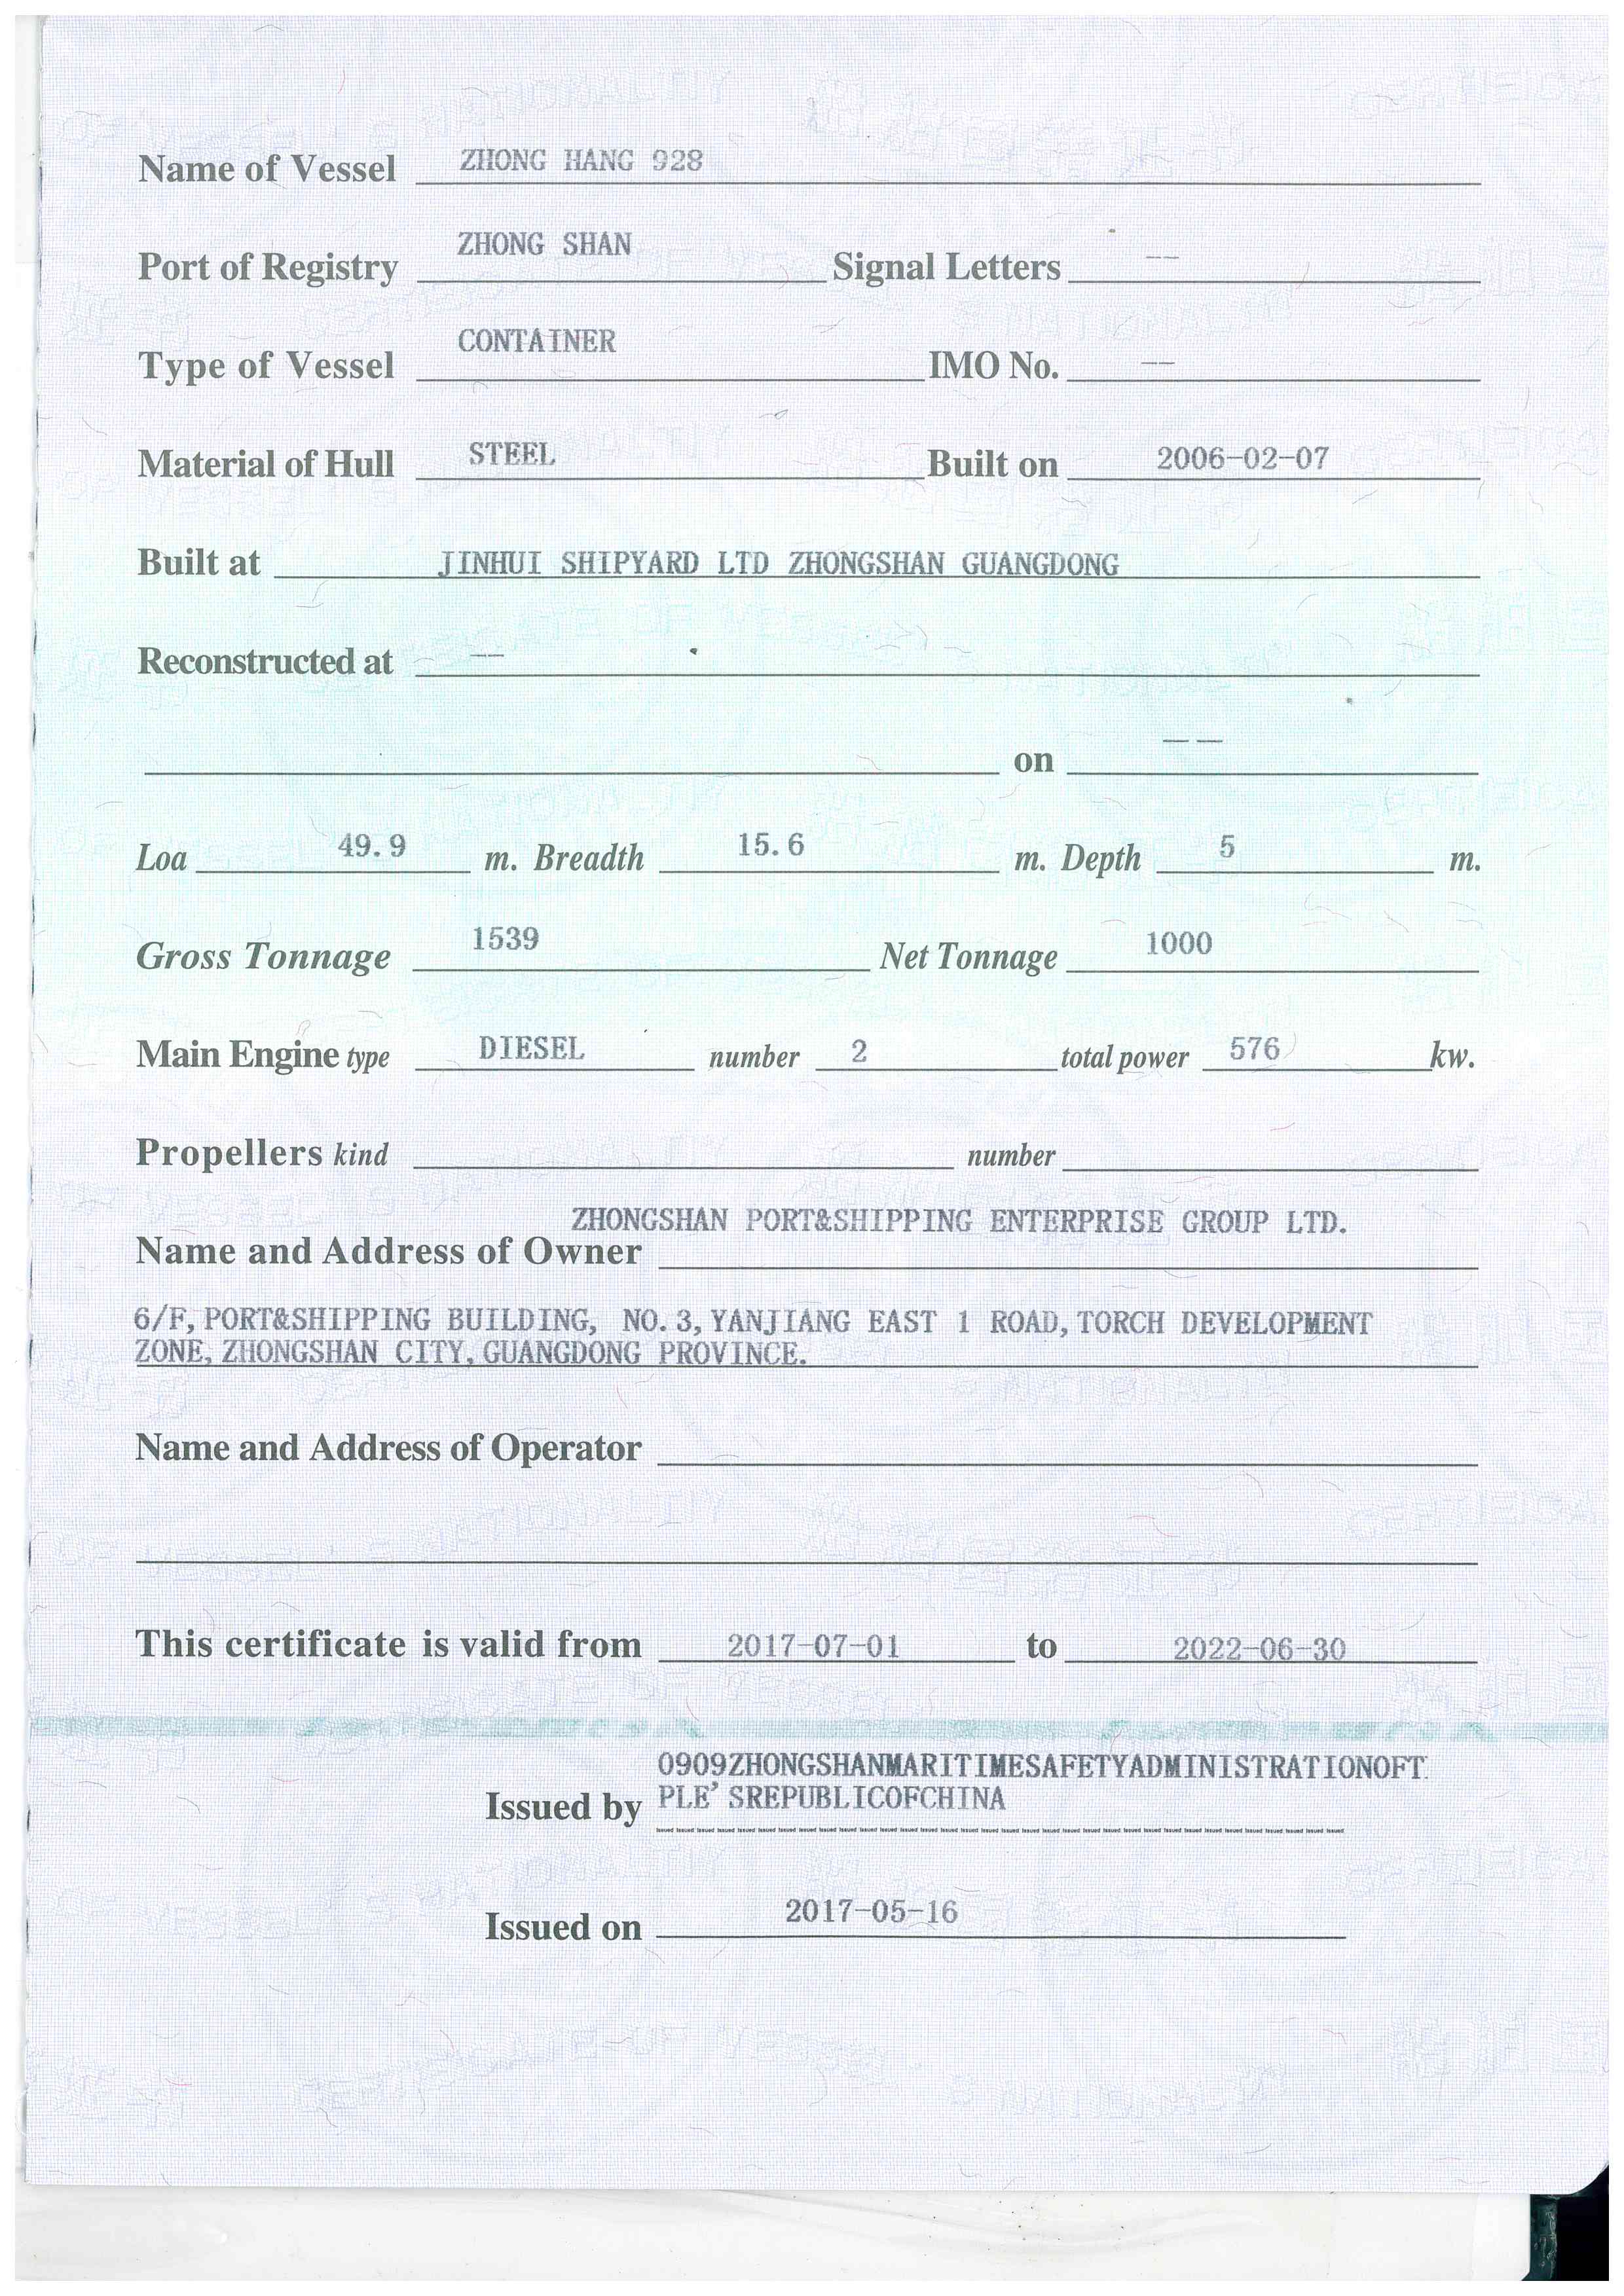 Name of Vessel ZHONG HANG 928
Port of Registry ZHONG SHAN Signal Letters —
Type of Vessel CONTAINER IMO No. —
Material of Hull STEEL Built on 2006-02-07
Built at JINHUI SHIPYARD LTD ZHONGSHAN GUANGDONG
Reconstructed at —
on — —
Loa 49.9 m. Breadth 15.6 m. Depth 5 m.
Gross Tonnage 1539 Net Tonnage 1000
Main Engine type DIESEL number 2 total power 576 kw.
Propellers kind number
ZHONGSHAN PORT&SHIPPING ENTERPRISE GROUP LTD.
Name and Address of Owner
6/F, PORT&SHIPPING BUILDING, NO. 3, YANJIANG EAST 1 ROAD, TORCH DEVELOPMENT
ZONE, ZHONGSHAN CITY, GUANGDONG PROVINCE.
Name and Address of Operator
This certificate is valid from 2017-07-01 to 2022-06-30
0909ZHONGSHANMARITIMESAFETYADMINISTRATIONOFT
Issued by PLE' SREPUBLICOFCHINA
Issued on 2017-05-16